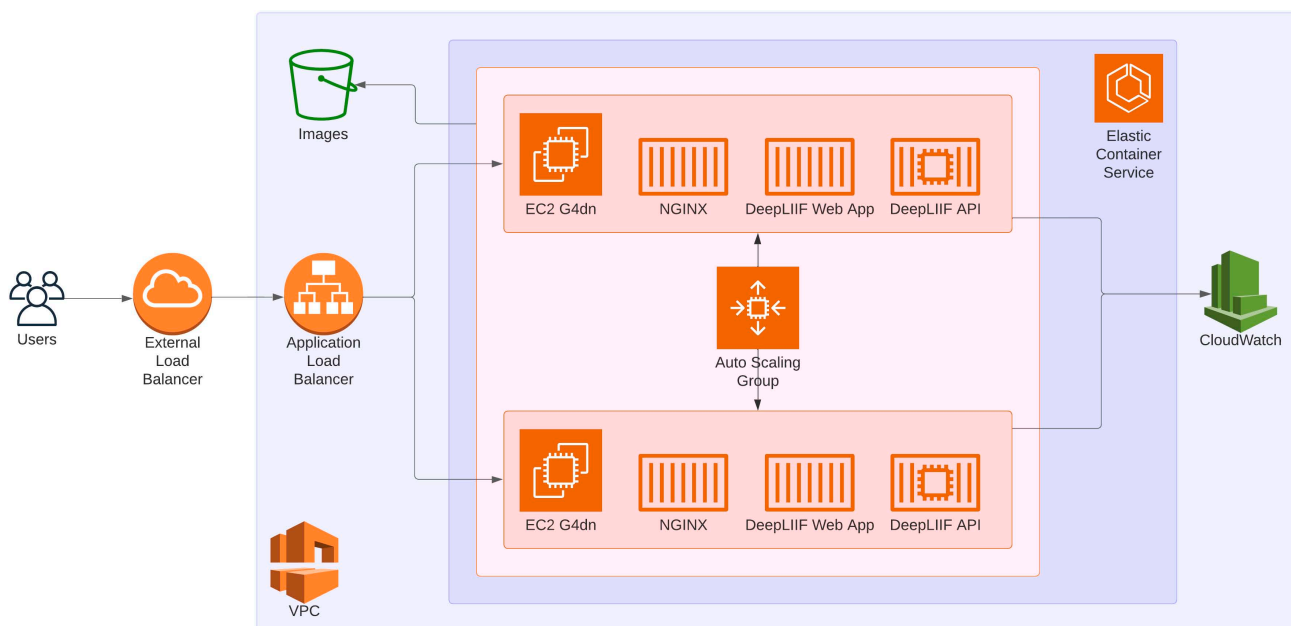 Images
Elastic
Container
Service
EC2 G4dn
NGINX
DeepLIIF Web App
DeepLIIF API
Users
External
Load
Balancer
Application
Load
Balancer
Auto Scaling
Group
CloudWatch
EC2 G4dn
NGINX
DeepLIIF Web App
DeepLIIF API
VPC